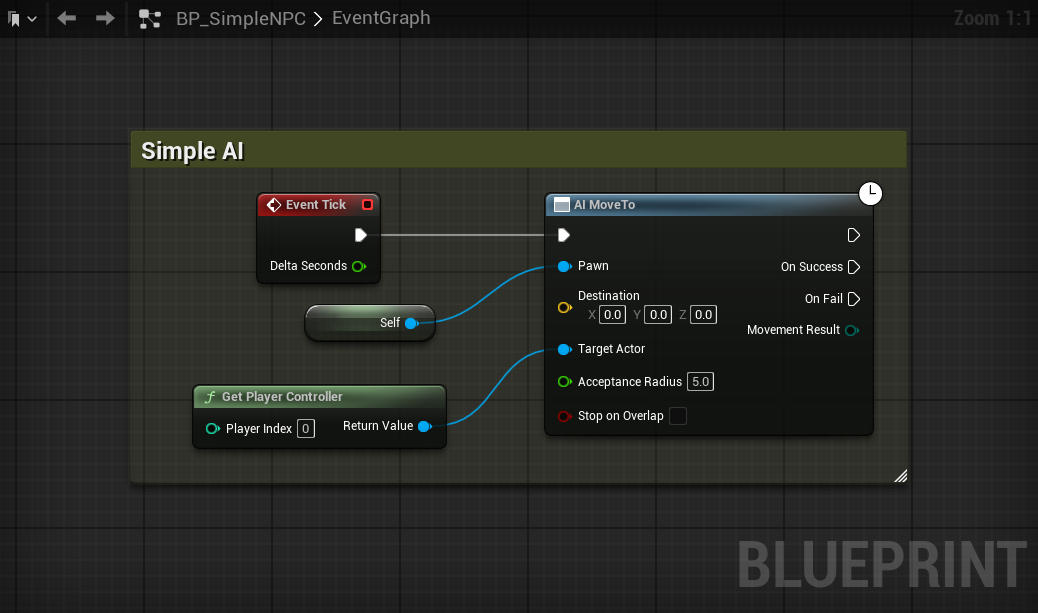 BP_SimpleNPC > EventGraph
Zoom 1:1
Simple AI
Event Tick
Delta Seconds
Self
Get Player Controller
Player Index 0
Return Value
AI MoveTo
Pawn
Destination
X 0.0 Y 0.0 Z 0.0
Target Actor
Acceptance Radius 5.0
Stop on Overlap
On Success
On Fail
Movement Result
BLUEPRINT